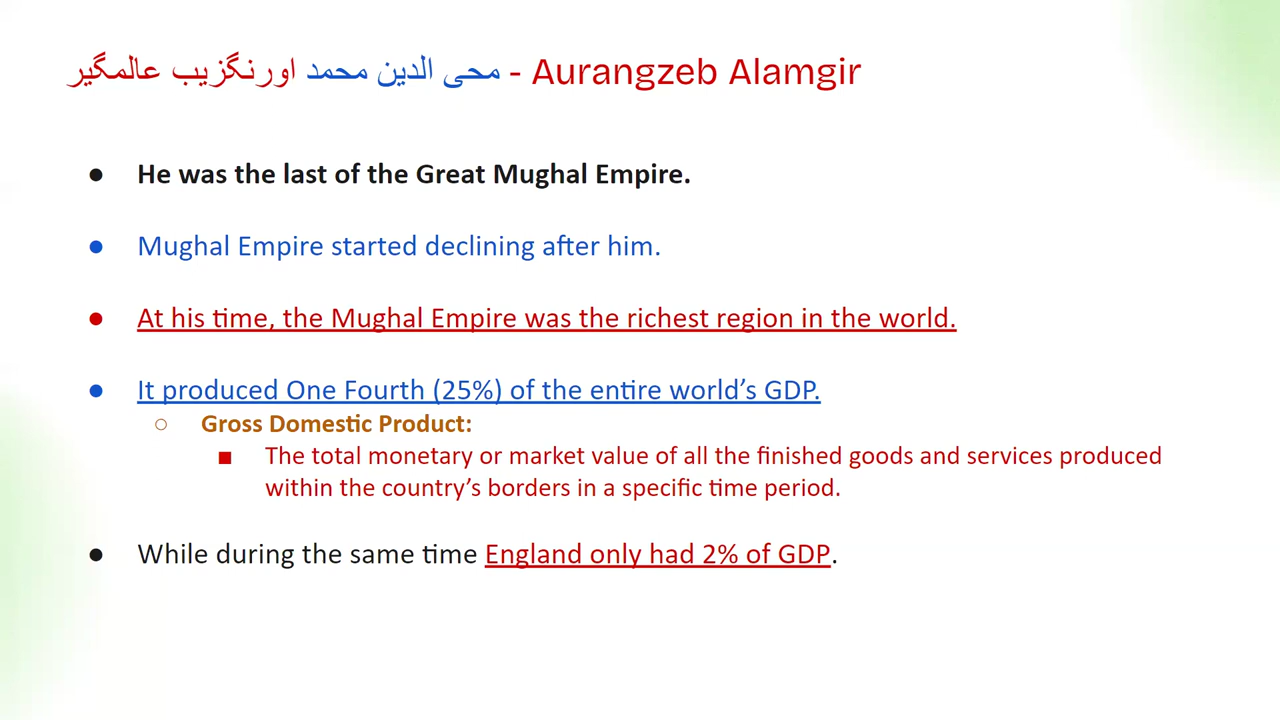 محی الدین محمد اورنگزیب عالمگیر - Aurangzeb Alamgir
● He was the last of the Great Mughal Empire.
● Mughal Empire started declining after him.
● At his time, the Mughal Empire was the richest region in the world.
● It produced One Fourth (25%) of the entire world’s GDP.
○ Gross Domestic Product:
■ The total monetary or market value of all the finished goods and services produced
within the country’s borders in a specific time period.
● While during the same time England only had 2% of GDP.